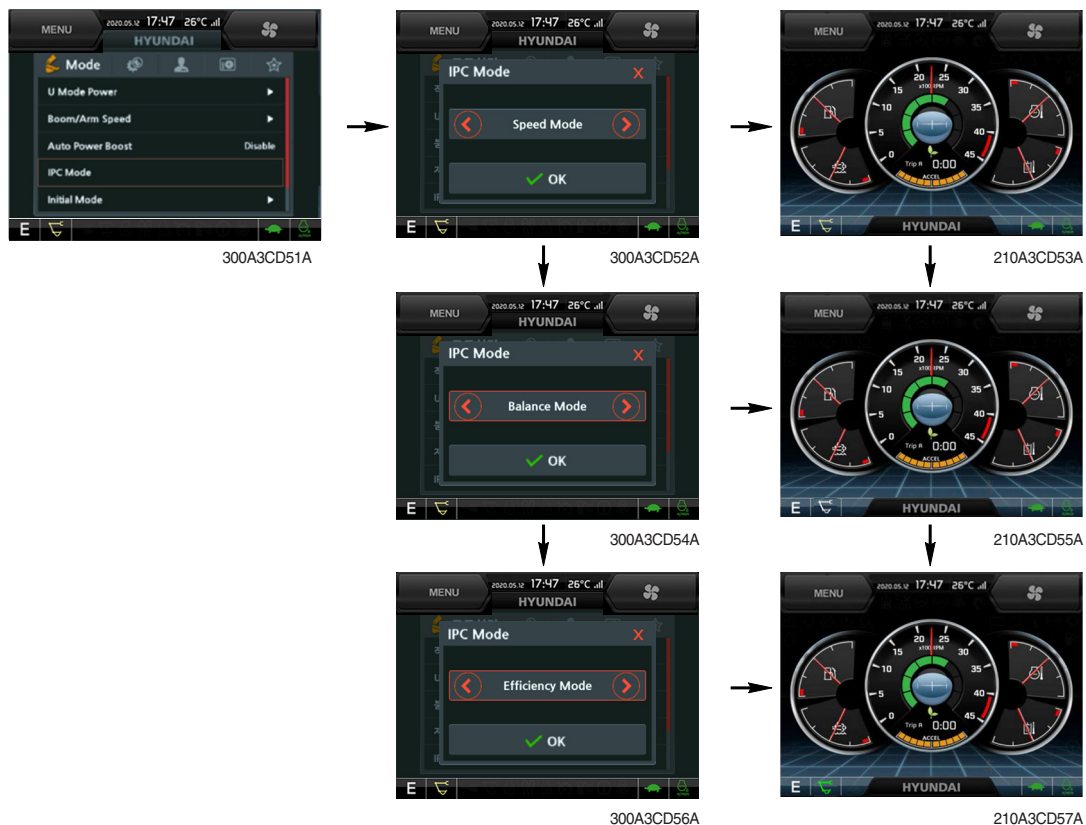 MENU
2020.05.12 17:47 26°C
HYUNDAI
Mode
U Mode Power
Boom/Arm Speed
Auto Power Boost Disable
IPC Mode
Initial Mode
E
300A3CD51A
MENU
2020.05.12 17:47 26°C
HYUNDAI
IPC Mode X
Speed Mode
OK
E
300A3CD52A
MENU
2020.05.12 17:47 26°C
0 5 10 15 20 25 30 35 40 45
x100 RPM
Trip A 0:00
ACCEL
E HYUNDAI
210A3CD53A
MENU
2020.05.12 17:47 26°C
HYUNDAI
IPC Mode X
Balance Mode
OK
E
300A3CD54A
MENU
2020.05.12 17:47 26°C
0 5 10 15 20 25 30 35 40 45
x100 RPM
Trip A 0:00
ACCEL
E HYUNDAI
210A3CD55A
MENU
2020.05.12 17:47 26°C
HYUNDAI
IPC Mode X
Efficiency Mode
OK
E
300A3CD56A
MENU
2020.05.12 17:47 26°C
0 5 10 15 20 25 30 35 40 45
x100 RPM
Trip A 0:00
ACCEL
E HYUNDAI
210A3CD57A